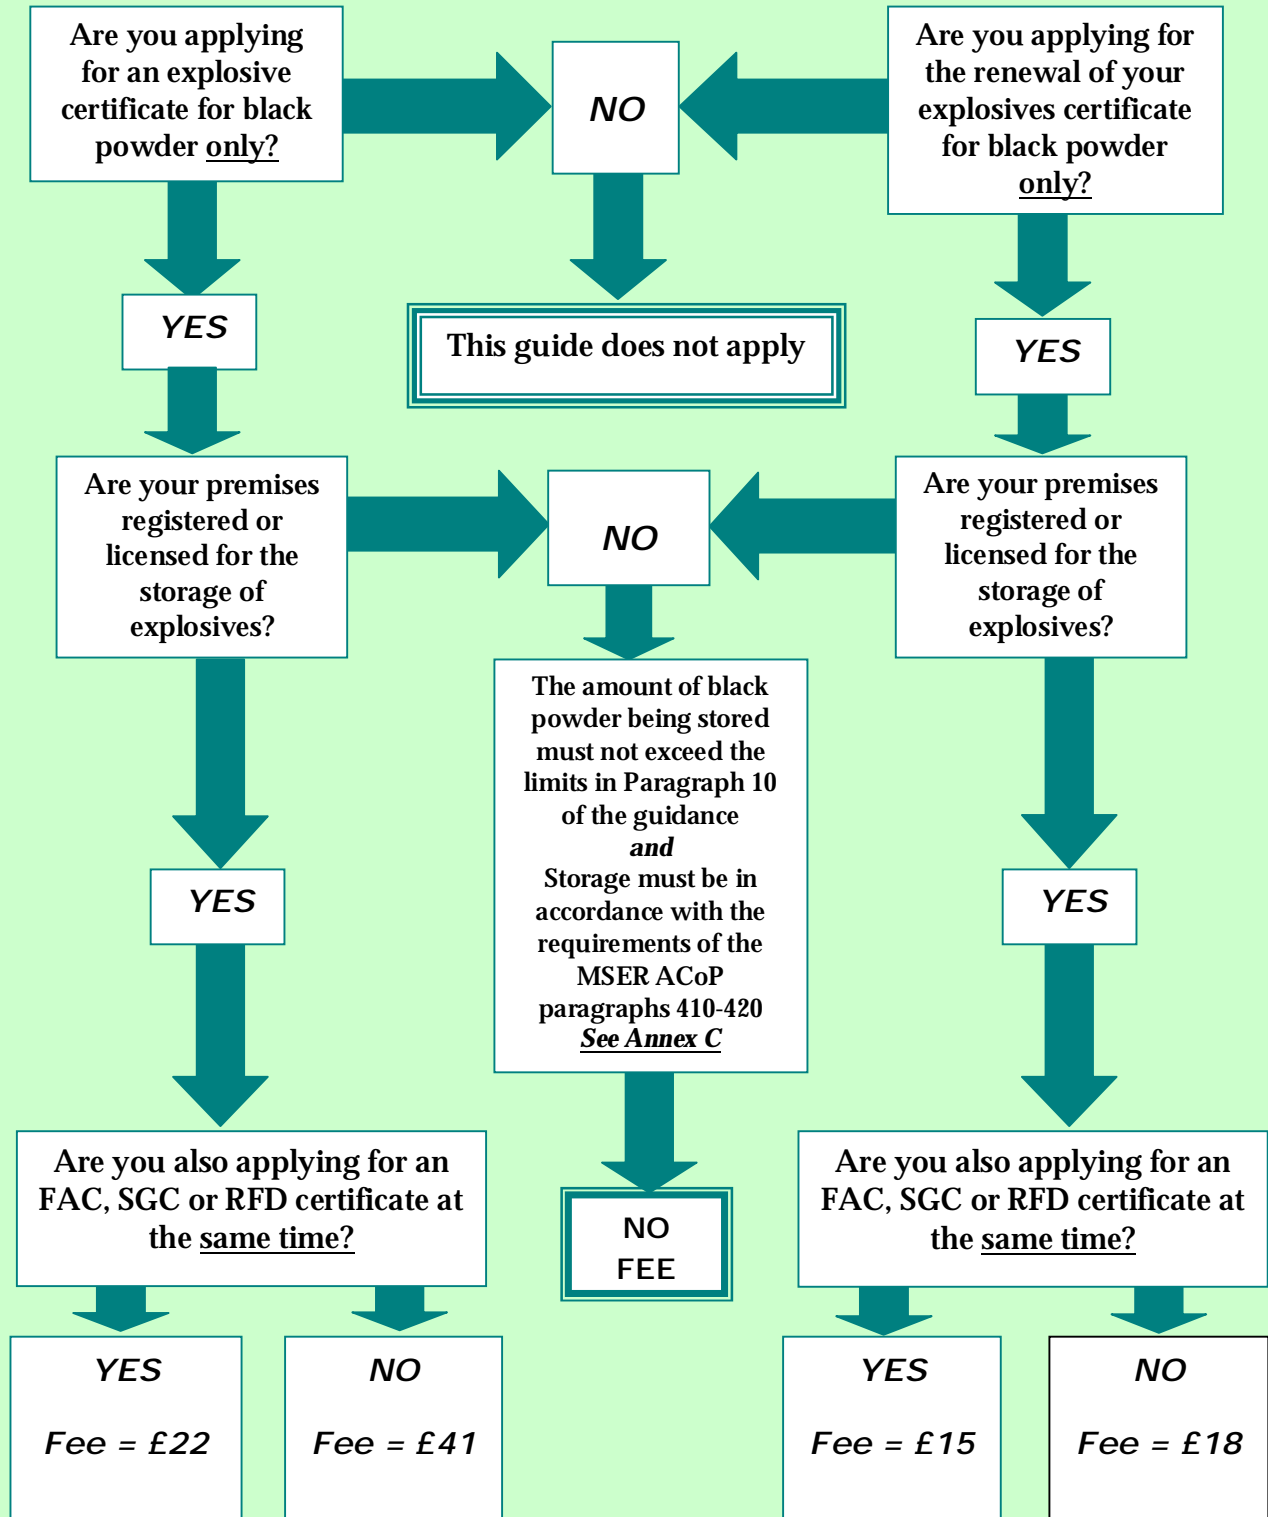 Are you applying
for an explosive
certificate for black
powder only?
NO
Are you applying for
the renewal of your
explosives certificate
for black powder
only?
YES
This guide does not apply
YES
Are your premises
registered or
licensed for the
storage of
explosives?
NO
Are your premises
registered or
licensed for the
storage of
explosives?
The amount of black
powder being stored
must not exceed the
limits in Paragraph 10
of the guidance
and
Storage must be in
accordance with the
requirements of the
MSER ACoP
paragraphs 410-420
See Annex C
YES
YES
Are you also applying for an
FAC, SGC or RFD certificate at
the same time?
NO
FEE
Are you also applying for an
FAC, SGC or RFD certificate at
the same time?
YES
Fee = £22
NO
Fee = £41
YES
Fee = £15
NO
Fee = £18